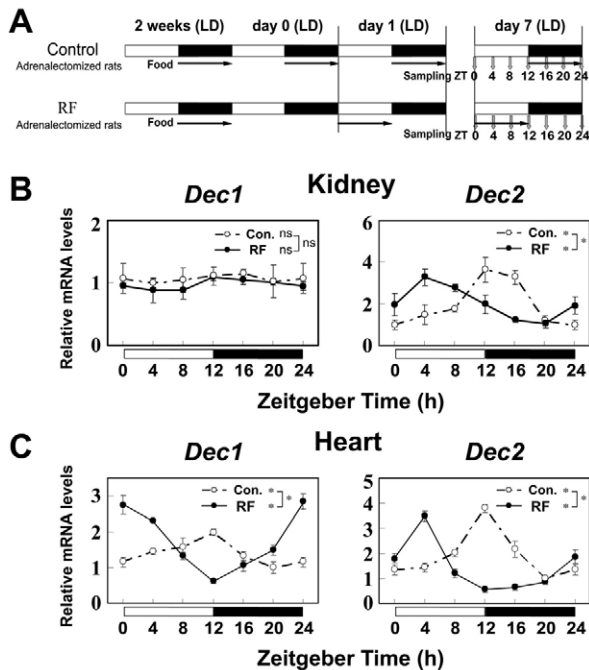 A
2 weeks (LD) day 0 (LD) day 1 (LD) day 7 (LD)
Control
Adrenalectomized rats
Food
Sampling ZT 0 4 8 12 16 20 24
RF
Adrenalectomized rats
Food
Sampling ZT 0 4 8 12 16 20 24
B
Kidney
Dec1 Dec2
Relative mRNA levels
2
1
0
Con. ns
RF ns
ns
6
4
2
0
Con. *
RF *
*
0 4 8 12 16 20 24
0 4 8 12 16 20 24
Zeitgeber Time (h)
C
Heart
Dec1 Dec2
Relative mRNA levels
3
2
1
0
Con. *
RF *
*
5
4
3
2
1
0
Con. *
RF *
*
0 4 8 12 16 20 24
0 4 8 12 16 20 24
Zeitgeber Time (h)